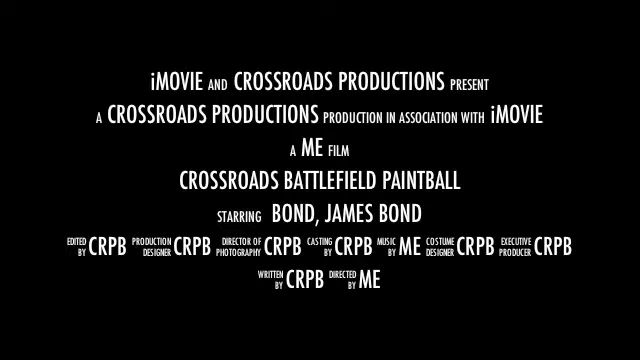 iMOVIE AND CROSSROADS PRODUCTIONS PRESENT
A CROSSROADS PRODUCTIONS PRODUCTION IN ASSOCIATION WITH iMOVIE
A ME FILM
CROSSROADS BATTLEFIELD PAINTBALL
STARRING BOND, JAMES BOND
EDITED BY CRPB PRODUCTION DESIGNER CRPB DIRECTOR OF PHOTOGRAPHY CRPB CASTING BY CRPB MUSIC BY ME COSTUME DESIGNER CRPB EXECUTIVE PRODUCER CRPB
WRITTEN BY CRPB DIRECTED BY ME